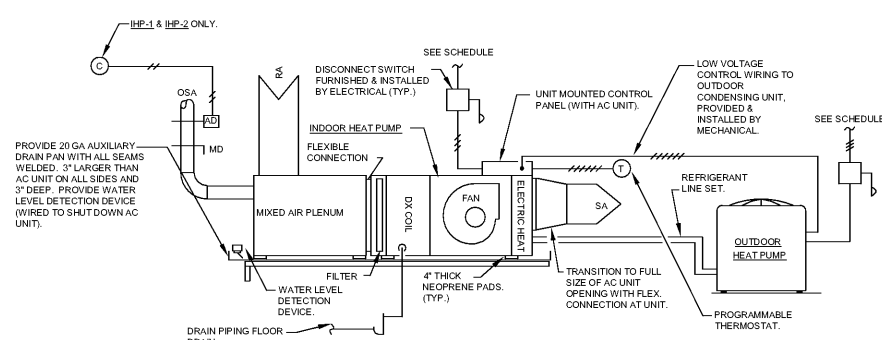 IHP-1 & IHP-2 ONLY.
C
OSA
RA
AD
MD
SEE SCHEDULE
DISCONNECT SWITCH
FURNISHED & INSTALLED
BY ELECTRICAL (TYP.)
UNIT MOUNTED CONTROL
PANEL (WITH AC UNIT).
LOW VOLTAGE
CONTROL WIRING TO
OUTDOOR
CONDENSING UNIT,
PROVIDED &
INSTALLED BY
MECHANICAL.
SEE SCHEDULE
PROVIDE 20 GA AUXILIARY
DRAIN PAN WITH ALL SEAMS
WELDED. 3" LARGER THAN
AC UNIT ON ALL SIDES AND
3" DEEP. PROVIDE WATER
LEVEL DETECTION DEVICE
(WIRED TO SHUT DOWN AC
UNIT).
INDOOR HEAT PUMP
FLEXIBLE
CONNECTION
T
REFRIGERANT
LINE SET.
MIXED AIR PLENUM
DX COIL
FAN
ELECTRIC HEAT
SA
OUTDOOR
HEAT PUMP
FILTER
WATER LEVEL
DETECTION
DEVICE.
4" THICK
NEOPRENE PADS.
(TYP.)
TRANSITION TO FULL
SIZE OF AC UNIT
OPENING WITH FLEX.
CONNECTION AT UNIT.
PROGRAMMABLE
THERMOSTAT.
DRAIN PIPING FLOOR
DRAIN